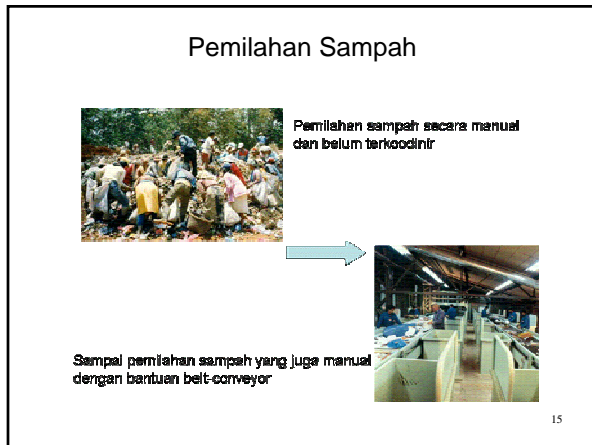 Pemilahan Sampah
Pemilahan sampah secara manual
dan belum terkoodinir
Sampai pemilahan sampah yang juga manual
dengan bantuan belt-conveyor
15